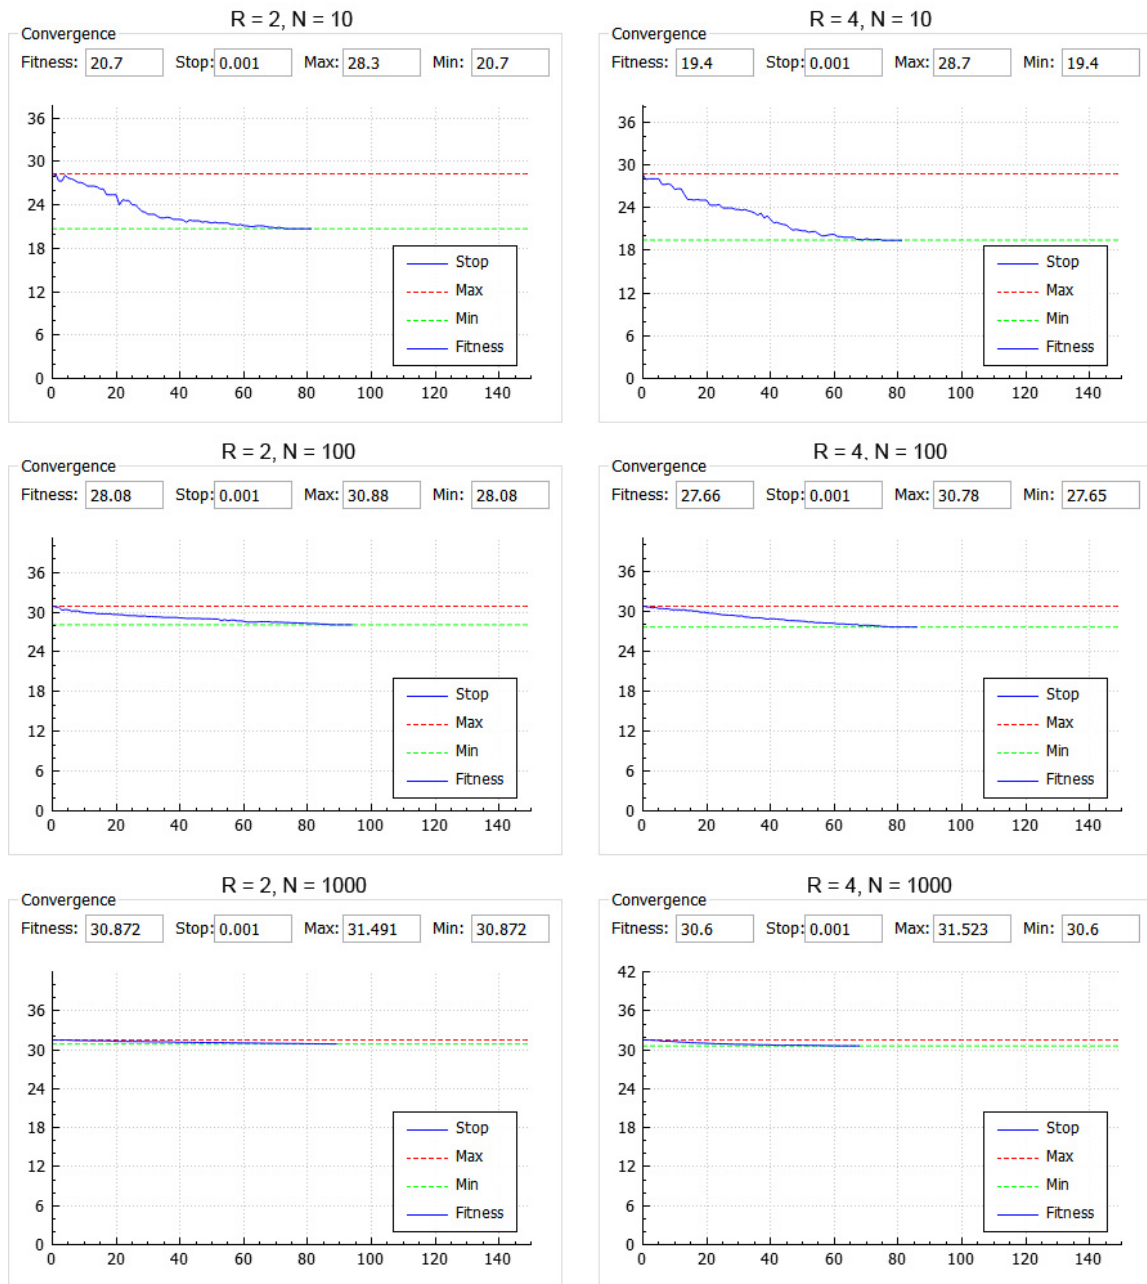 R = 2, N = 10
Convergence
Fitness: 20.7 Stop: 0.001 Max: 28.3 Min: 20.7
36
30
24
18
12
6
0
0 20 40 60 80 100 120 140
Stop
Max
Min
Fitness
R = 4, N = 10
Convergence
Fitness: 19.4 Stop: 0.001 Max: 28.7 Min: 19.4
36
30
24
18
12
6
0
0 20 40 60 80 100 120 140
Stop
Max
Min
Fitness
R = 2, N = 100
Convergence
Fitness: 28.08 Stop: 0.001 Max: 30.88 Min: 28.08
36
30
24
18
12
6
0
0 20 40 60 80 100 120 140
Stop
Max
Min
Fitness
R = 4, N = 100
Convergence
Fitness: 27.66 Stop: 0.001 Max: 30.78 Min: 27.65
36
30
24
18
12
6
0
0 20 40 60 80 100 120 140
Stop
Max
Min
Fitness
R = 2, N = 1000
Convergence
Fitness: 30.872 Stop: 0.001 Max: 31.491 Min: 30.872
36
30
24
18
12
6
0
0 20 40 60 80 100 120 140
Stop
Max
Min
Fitness
R = 4, N = 1000
Convergence
Fitness: 30.6 Stop: 0.001 Max: 31.523 Min: 30.6
42
36
30
24
18
12
6
0
0 20 40 60 80 100 120 140
Stop
Max
Min
Fitness